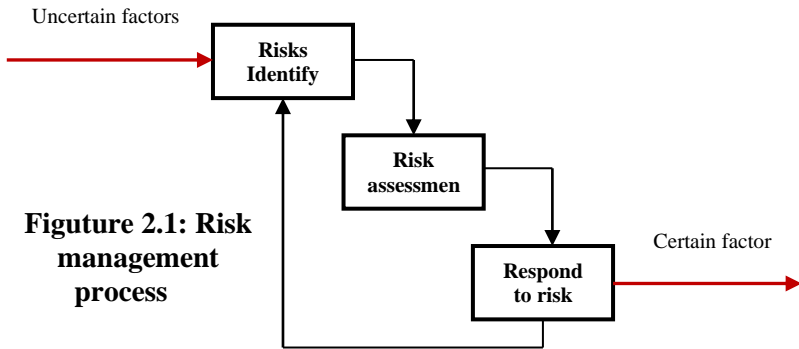 Uncertain factors
Risks
Identify
Risk
assessmen
Figuture 2.1: Risk
management
process
Certain factor
Respond
to risk